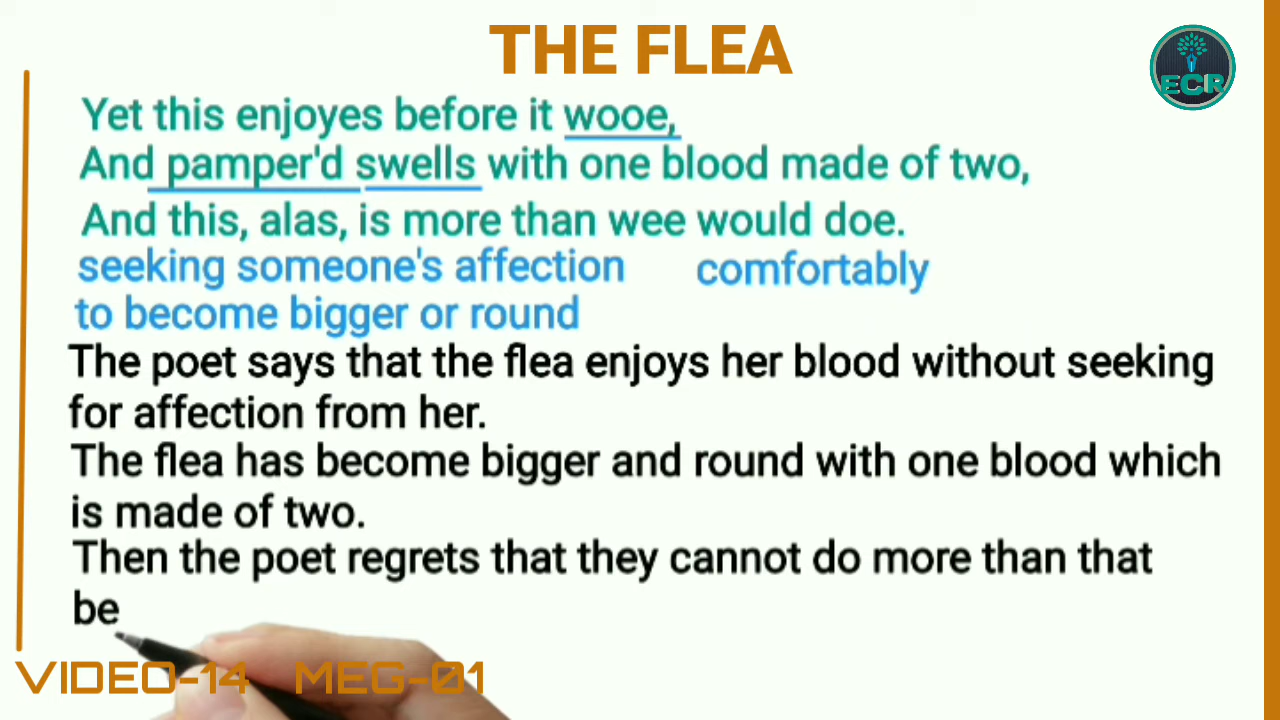 THE FLEA
ECR
Yet this enjoyes before it wooe,
And pamper'd swells with one blood made of two,
And this, alas, is more than wee would doe.
seeking someone's affection comfortably
to become bigger or round
The poet says that the flea enjoys her blood without seeking
for affection from her.
The flea has become bigger and round with one blood which
is made of two.
Then the poet regrets that they cannot do more than that
be
VIDEO-14 MEG-01